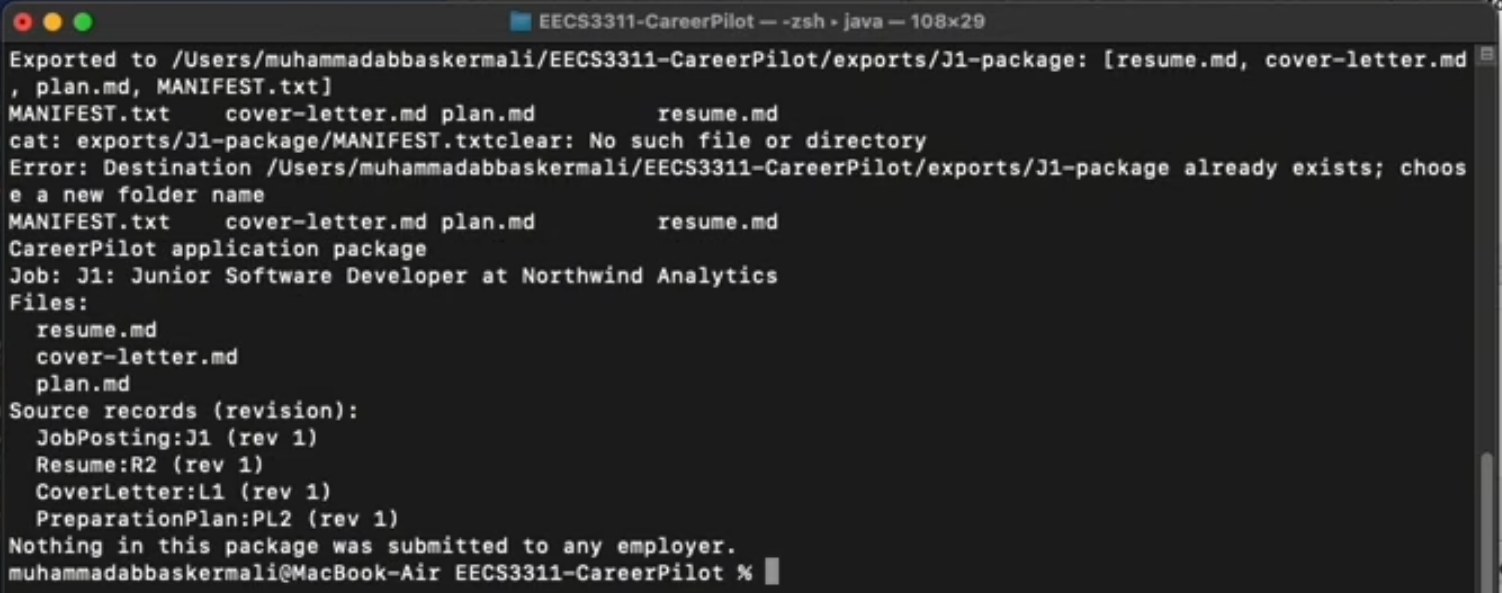 EECS3311-CareerPilot — -zsh ▸ java — 108×29
Exported to /Users/muhammadabbaskermali/EECS3311-CareerPilot/exports/J1-package: [resume.md, cover-letter.md
, plan.md, MANIFEST.txt]
MANIFEST.txt    cover-letter.md plan.md         resume.md
cat: exports/J1-package/MANIFEST.txtclear: No such file or directory
Error: Destination /Users/muhammadabbaskermali/EECS3311-CareerPilot/exports/J1-package already exists; choos
e a new folder name
MANIFEST.txt    cover-letter.md plan.md         resume.md
CareerPilot application package
Job: J1: Junior Software Developer at Northwind Analytics
Files:
  resume.md
  cover-letter.md
  plan.md
Source records (revision):
  JobPosting:J1 (rev 1)
  Resume:R2 (rev 1)
  CoverLetter:L1 (rev 1)
  PreparationPlan:PL2 (rev 1)
Nothing in this package was submitted to any employer.
muhammadabbaskermali@MacBook-Air EECS3311-CareerPilot %